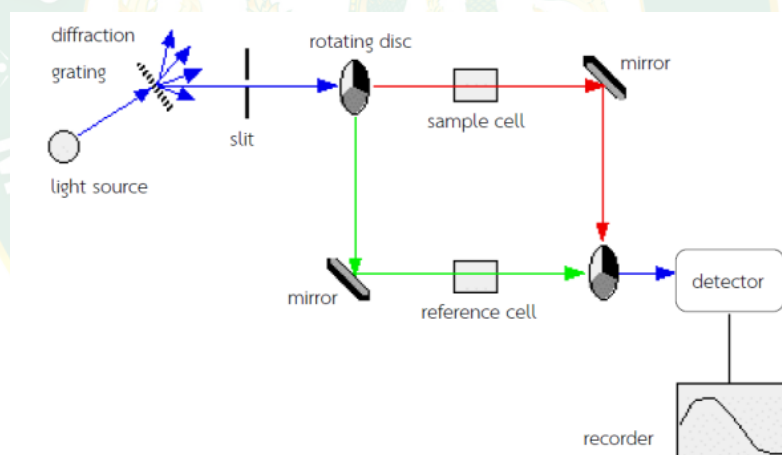 diffraction
grating
light source
slit
rotating disc
sample cell
mirror
mirror
reference cell
detector
recorder